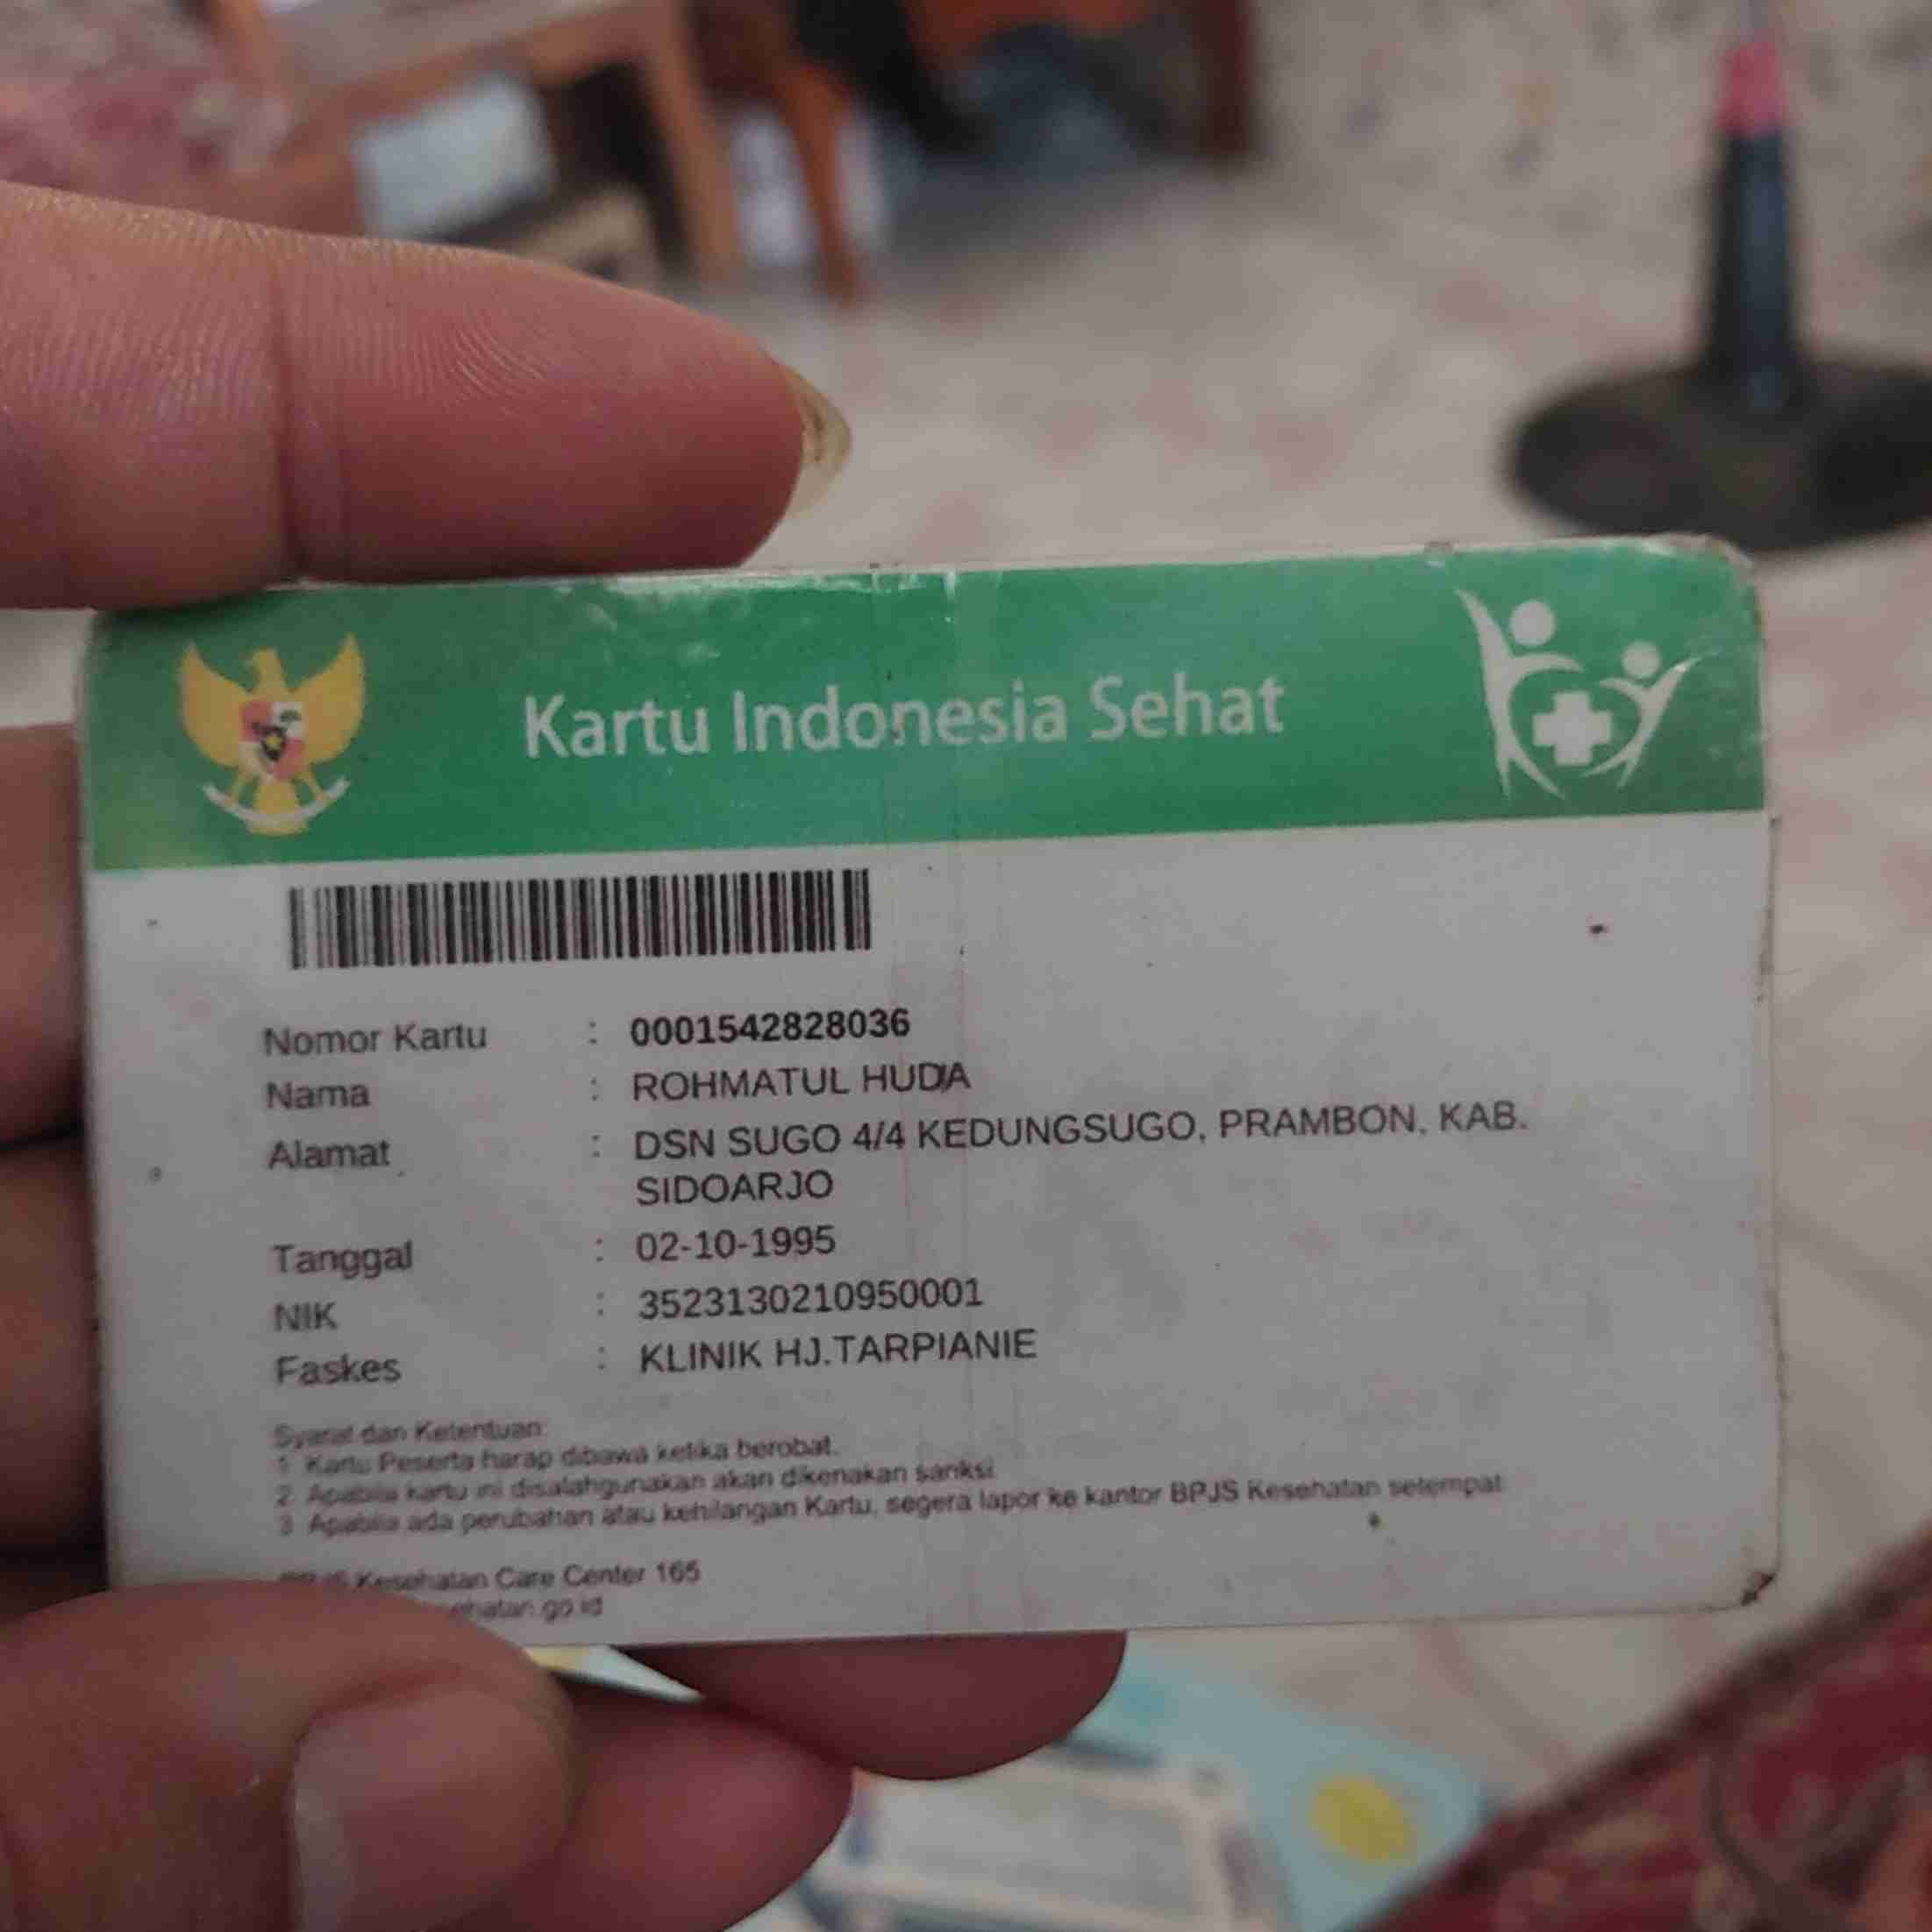 Kartu Indonesia Sehat
Nomor Kartu : 0001542828036
Nama : ROHMATUL HUDA
Alamat : DSN SUGO 4/4 KEDUNGSUGO, PRAMBON, KAB.
SIDOARJO
Tanggal : 02-10-1995
NIK : 3523130210950001
Faskes : KLINIK HJ.TARPIANIE
Syarat dan Ketentuan:
1 Kartu Peserta harap dibawa ketika berobat.
2 Apabila kartu ini disalahgunakan akan dikenakan sanksi
3 Apabila ada perubahan atau kehilangan Kartu, segera lapor ke kantor BPJS Kesehatan setempat
Kesehatan Care Center 165
go.id